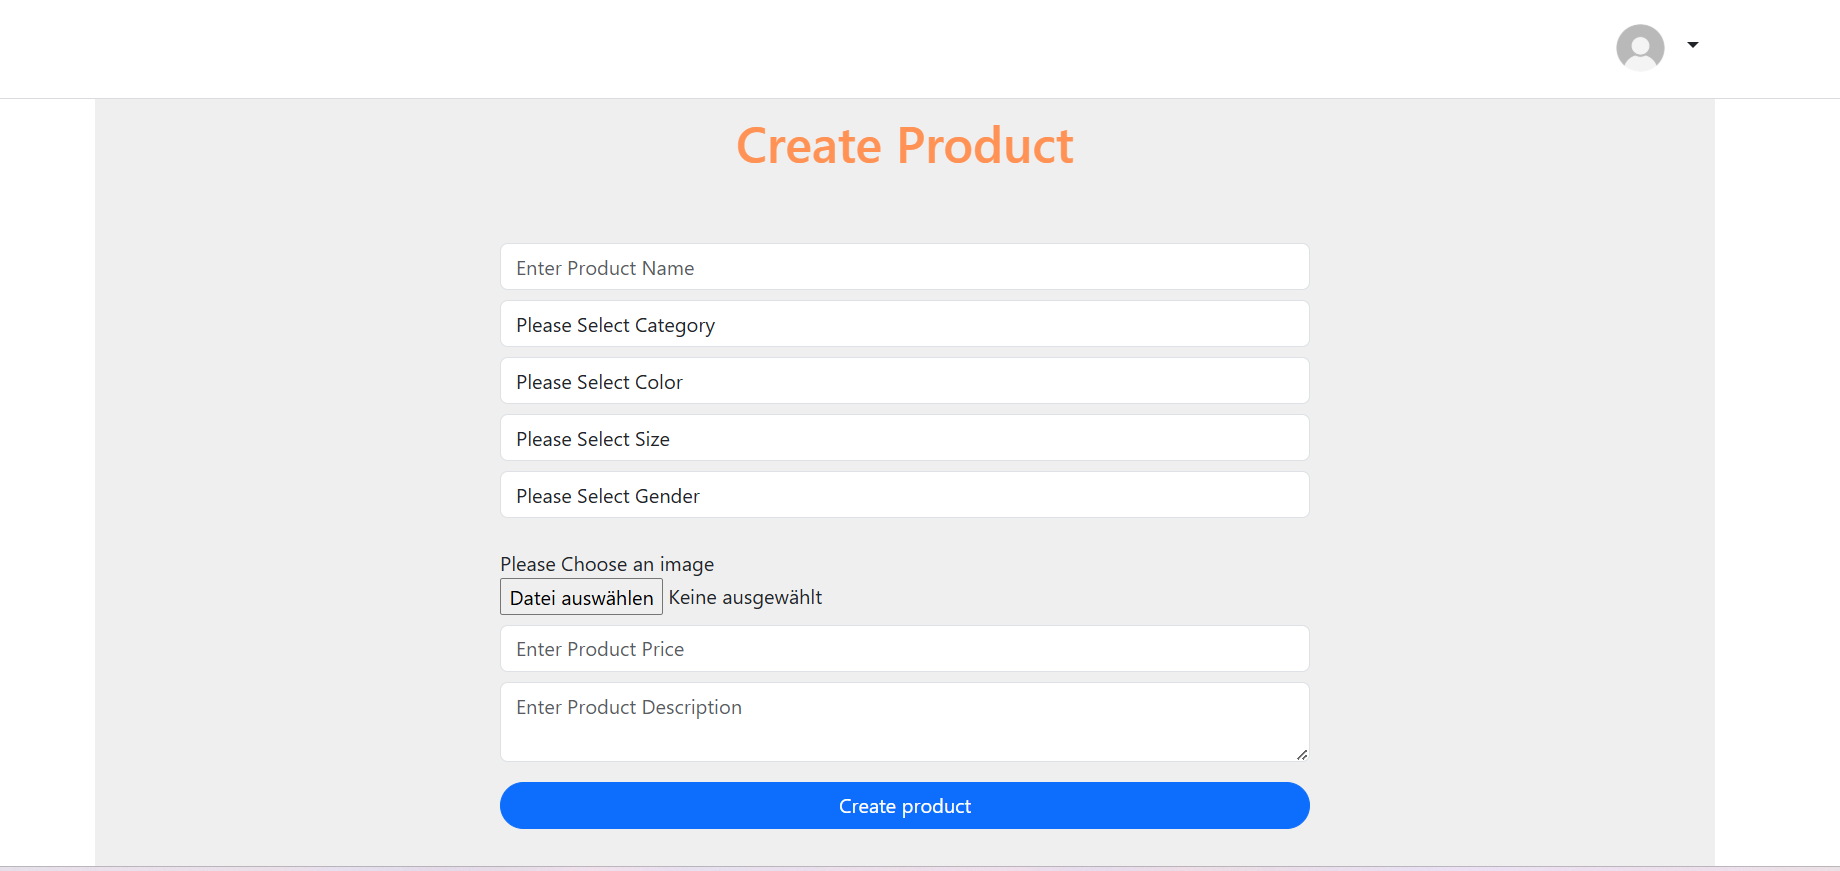 Create Product
Enter Product Name
Please Select Category
Please Select Color
Please Select Size
Please Select Gender
Please Choose an image
Datei auswählen Keine ausgewählt
Enter Product Price
Enter Product Description
Create product